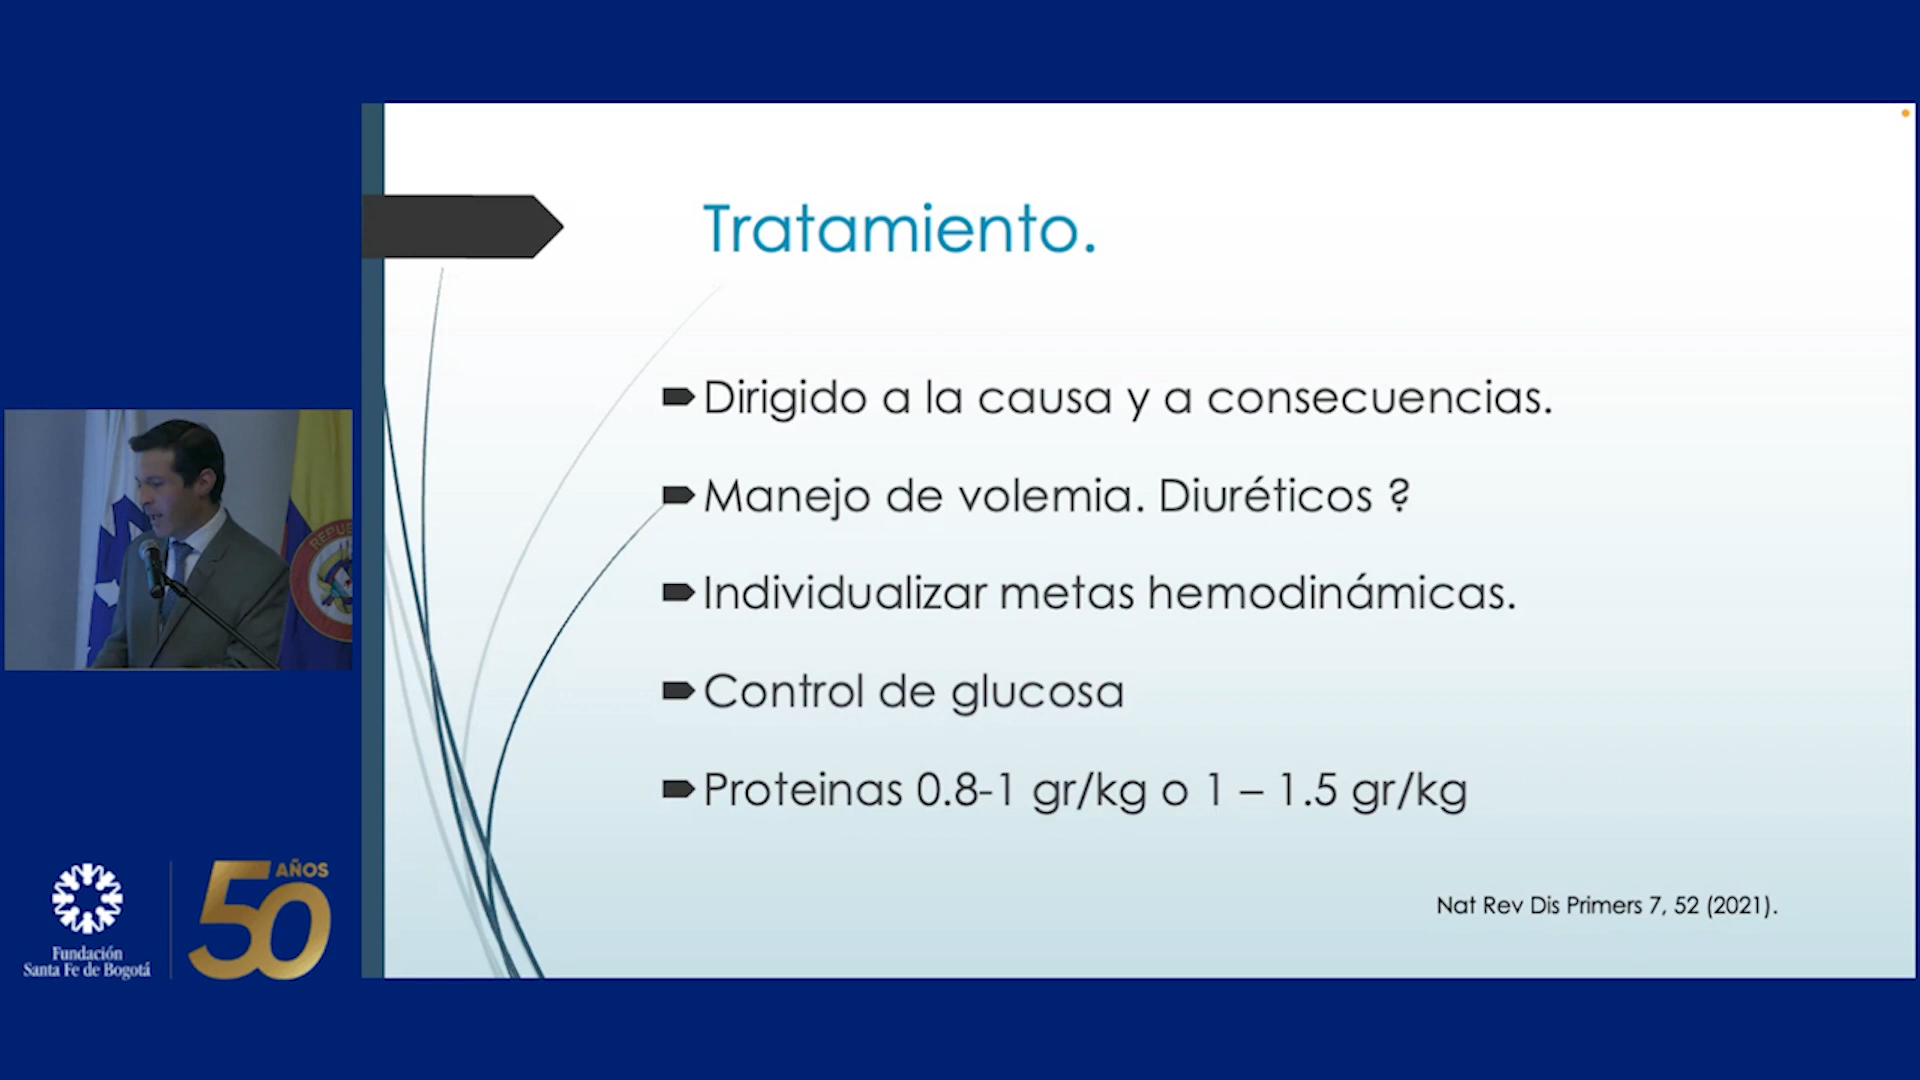 Tratamiento.
Dirigido a la causa y a consecuencias.
Manejo de volemia. Diuréticos ?
Individualizar metas hemodinámicas.
Control de glucosa
Proteinas 0.8-1 gr/kg o 1 – 1.5 gr/kg
Nat Rev Dis Primers 7, 52 (2021).
REPU
Fundación
Santa Fe de Bogotá
50 AÑOS